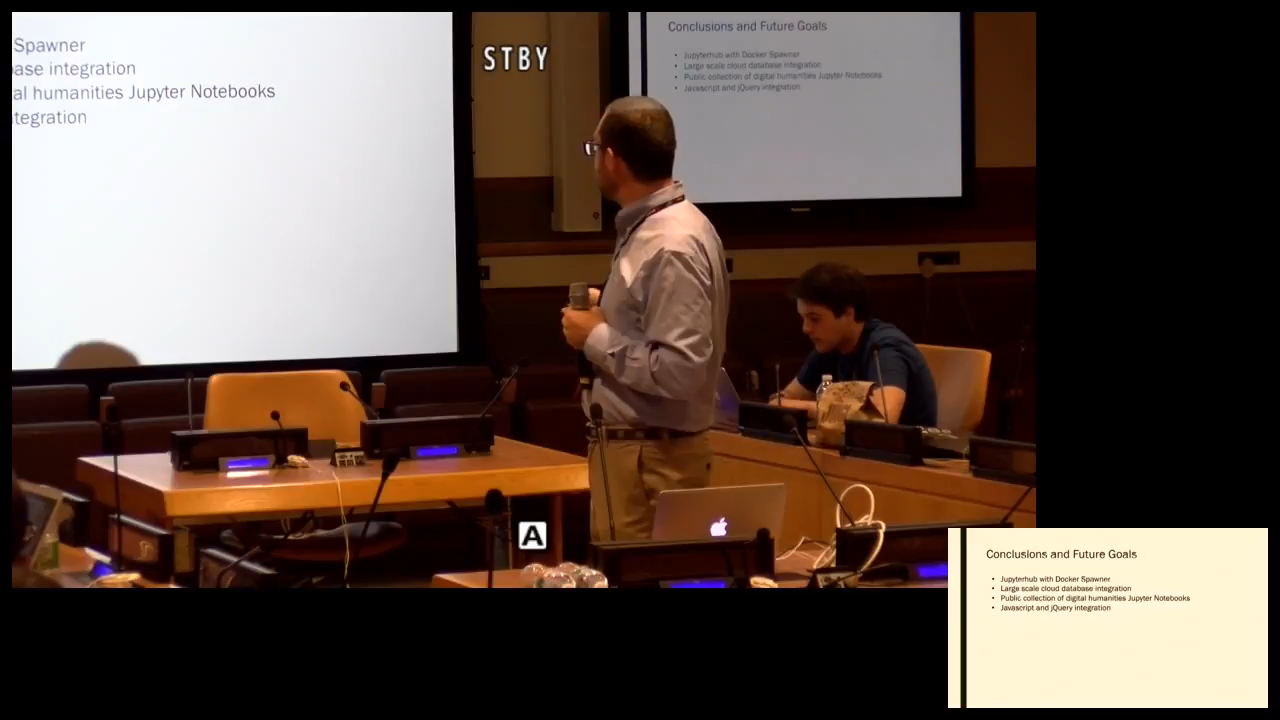 Spawner
ase integration
al humanities Jupyter Notebooks
tegration
STBY
Conclusions and Future Goals
• Jupyterhub with Docker Spawner
• Large scale cloud database integration
• Public collection of digital humanities Jupyter Notebooks
• Javascript and jQuery integration
A
Conclusions and Future Goals
• Jupyterhub with Docker Spawner
• Large scale cloud database integration
• Public collection of digital humanities Jupyter Notebooks
• Javascript and jQuery integration